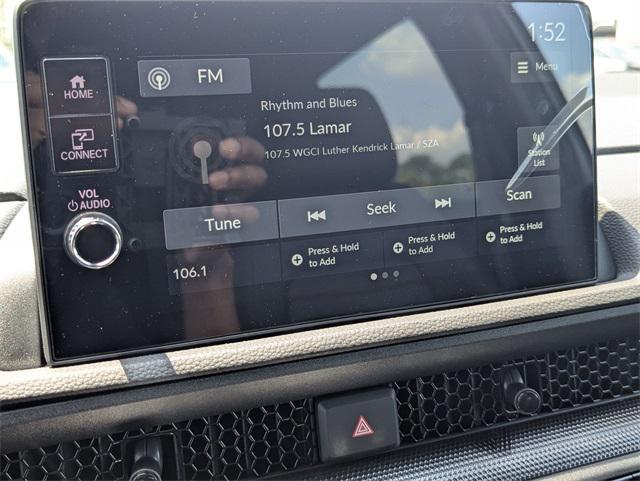 1:52
HOME
FM
Menu
Rhythm and Blues
107.5 Lamar
107.5 WGCI Luther Kendrick Lamar / SZA
CONNECT
Station
List
VOL
AUDIO
Tune
Seek
Scan
106.1
Press & Hold
to Add
Press & Hold
to Add
Press & Hold
to Add